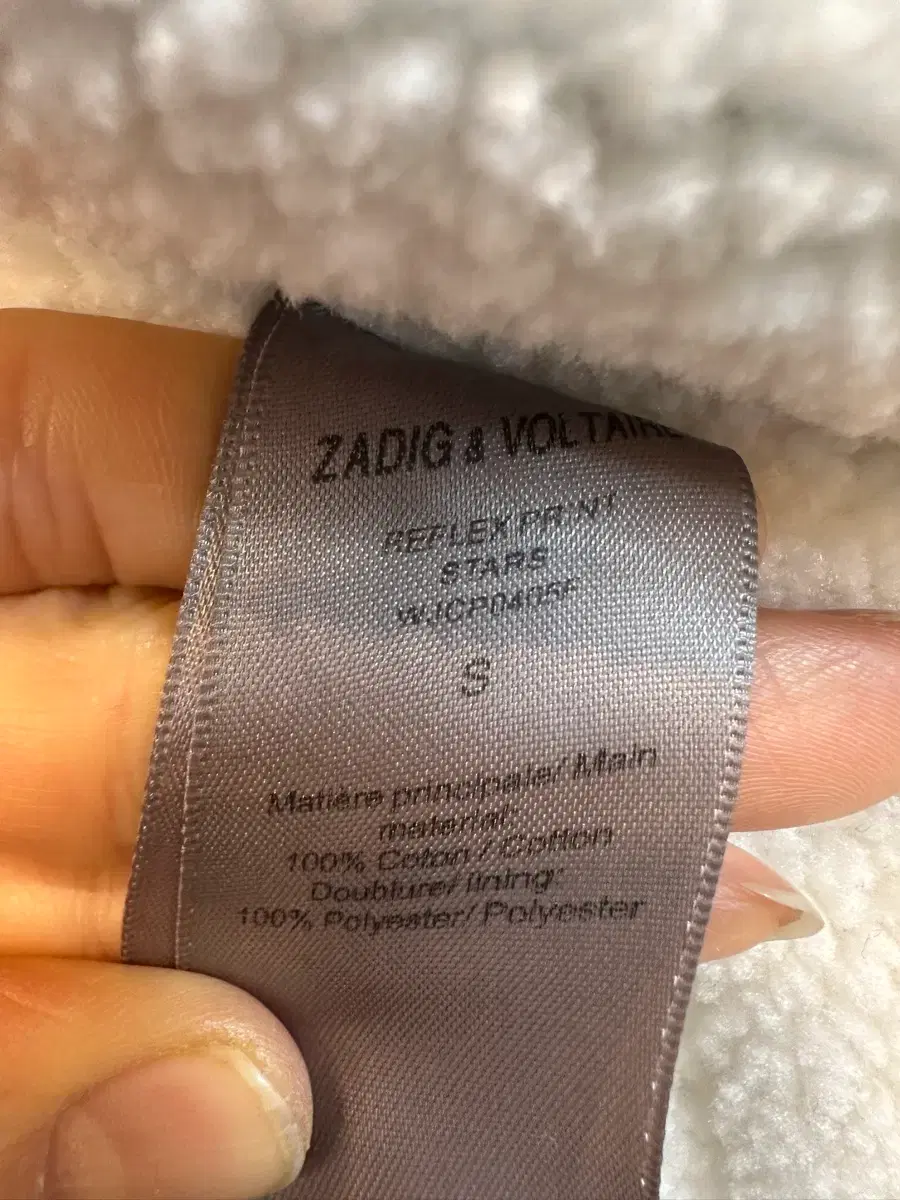 ZADIG & VOLTAIRE
REFLEX PRINT
STARS
WJCP0405F
S
Matière principale/ Main
material:
100% Coton / Cotton
Doublure/ lining:
100% Polyester/ Polyester